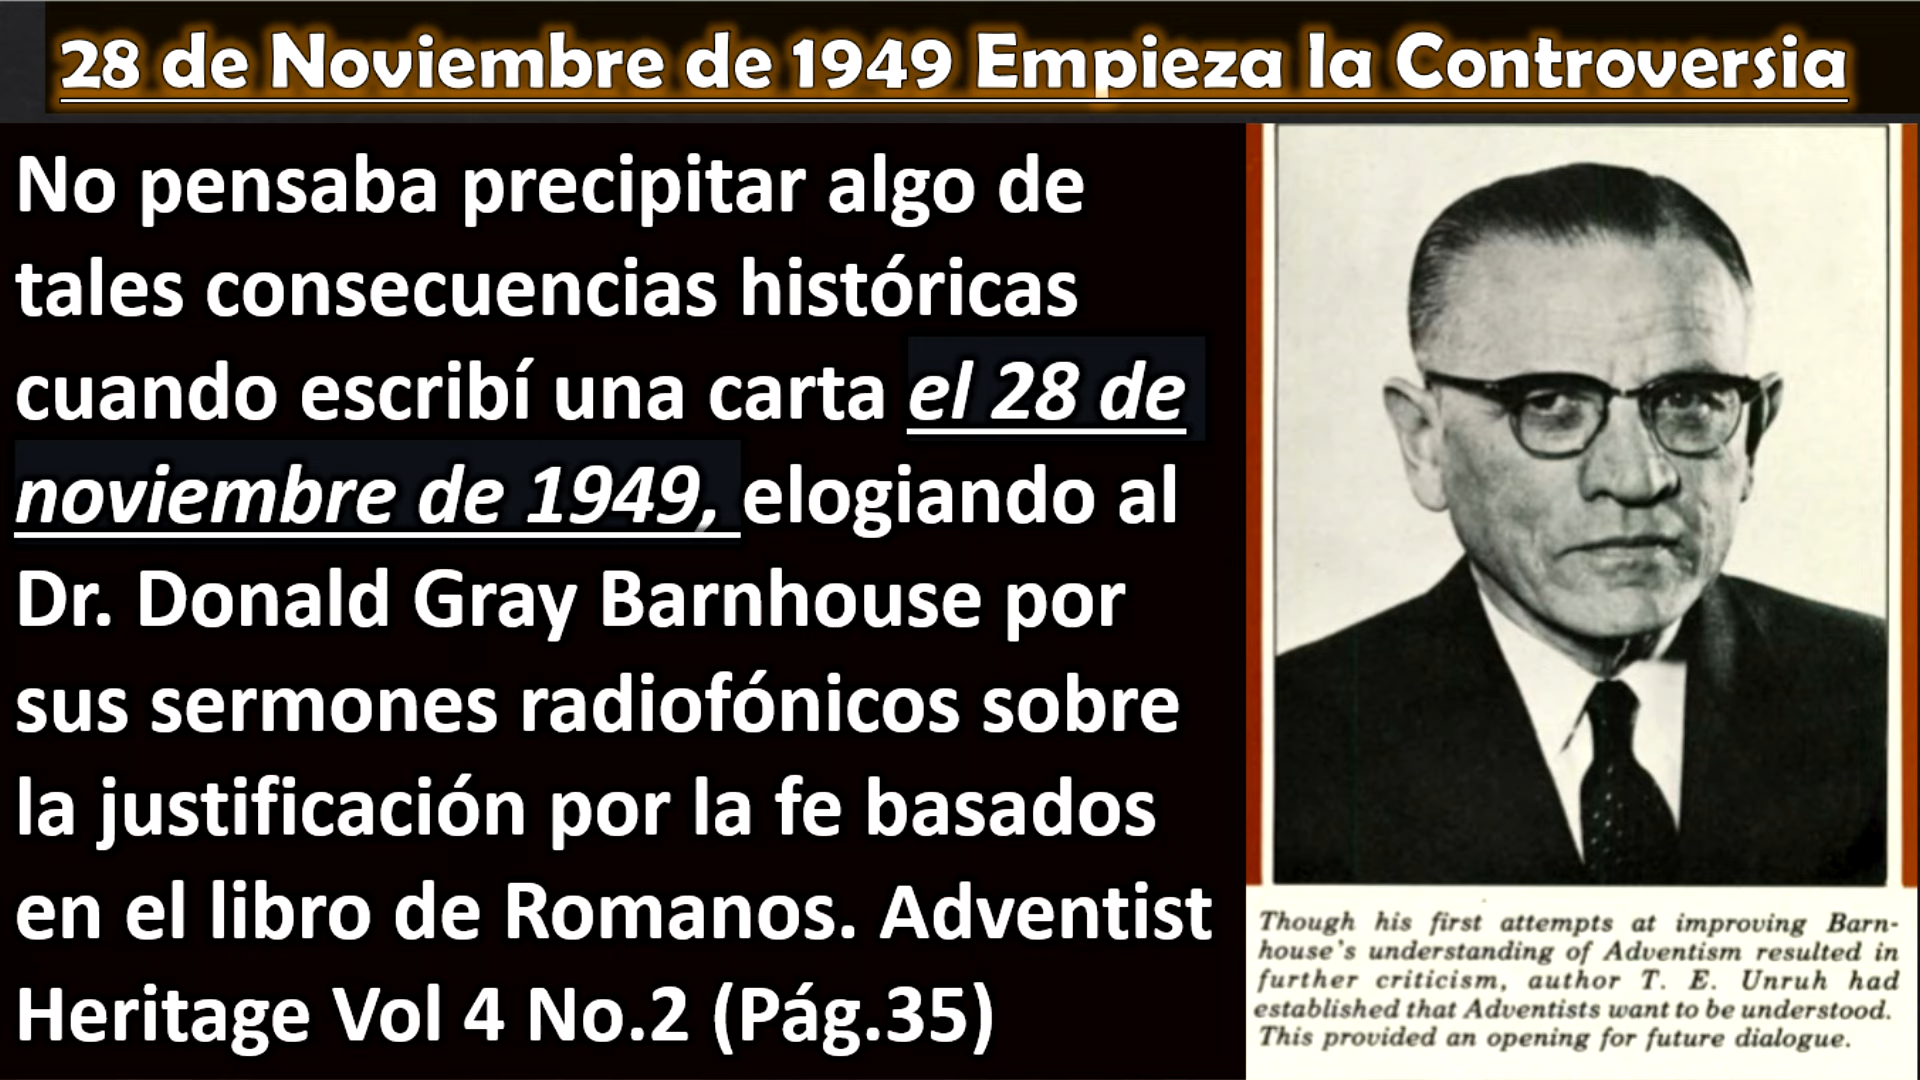 28 de Noviembre de 1949 Empieza la Controversia
No pensaba precipitar algo de
tales consecuencias históricas
cuando escribí una carta el 28 de
noviembre de 1949, elogiando al
Dr. Donald Gray Barnhouse por
sus sermones radiofónicos sobre
la justificación por la fe basados
en el libro de Romanos. Adventist
Heritage Vol 4 No.2 (Pág.35)
Though his first attempts at improving Barn-
house's understanding of Adventism resulted in
further criticism, author T. E. Unruh had
established that Adventists want to be understood.
This provided an opening for future dialogue.